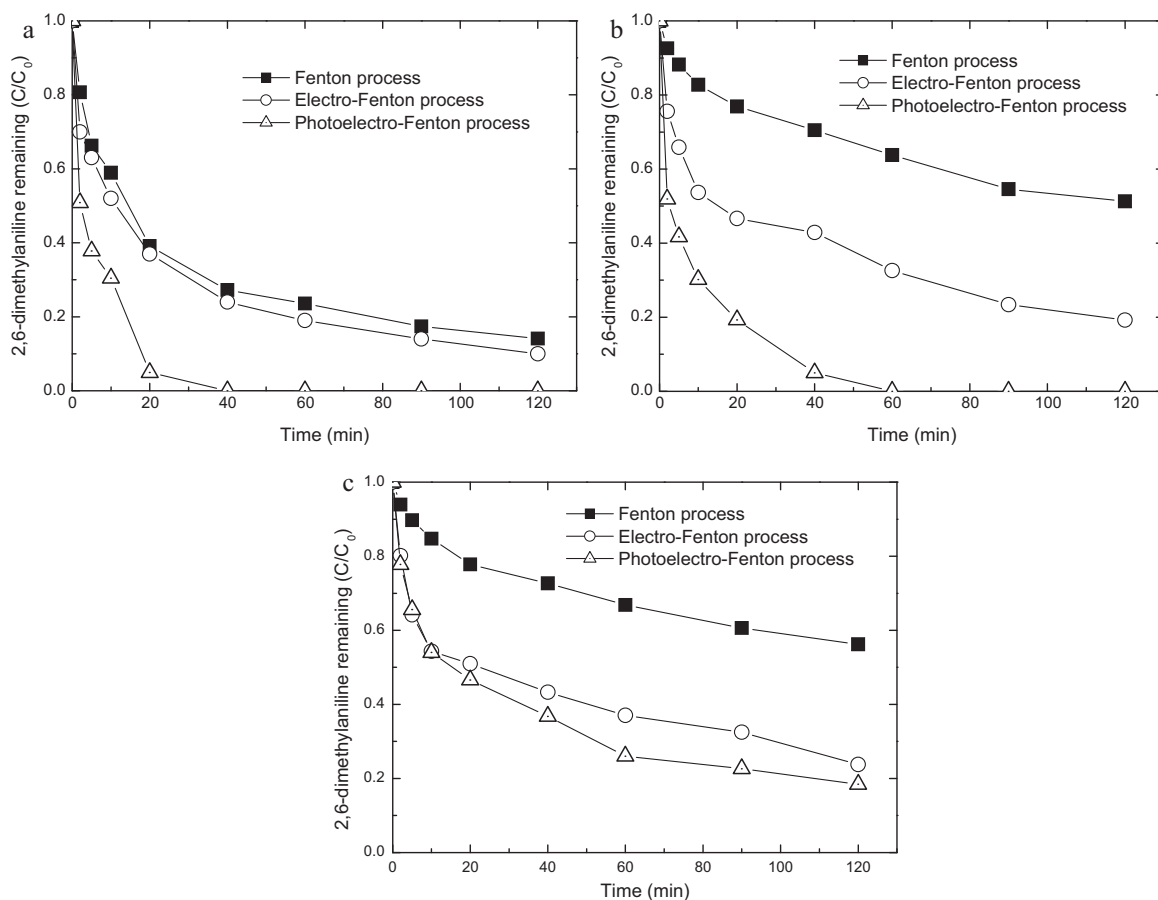 a
1.0
0.8
0.6
0.4
0.2
0.0
2,6-dimethylaniline remaining (C/C0)
Fenton process
Electro-Fenton process
Photoelectro-Fenton process
0 20 40 60 80 100 120
Time (min)
b
1.0
0.8
0.6
0.4
0.2
0.0
2,6-dimethylaniline remaining (C/C0)
Fenton process
Electro-Fenton process
Photoelectro-Fenton process
0 20 40 60 80 100 120
Time (min)
c
1.0
0.8
0.6
0.4
0.2
0.0
2,6-dimethylaniline remaining (C/C0)
Fenton process
Electro-Fenton process
Photoelectro-Fenton process
0 20 40 60 80 100 120
Time (min)